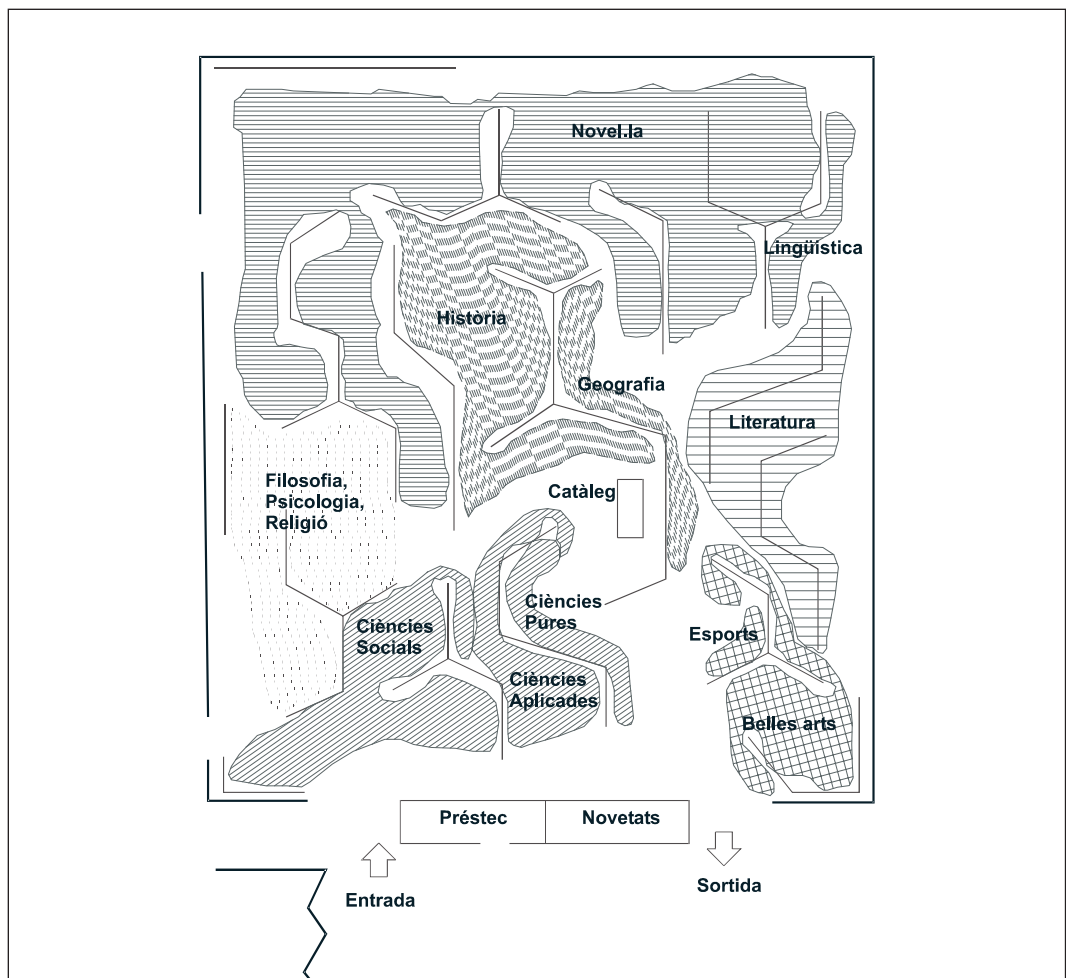 Novel.la
Lingüística
Història
Geografia
Literatura
Filosofia,
Psicologia,
Religió
Catàleg
Ciències
Pures
Ciències
Socials
Esports
Ciències
Aplicades
Belles arts
Préstec
Novetats
Entrada
Sortida